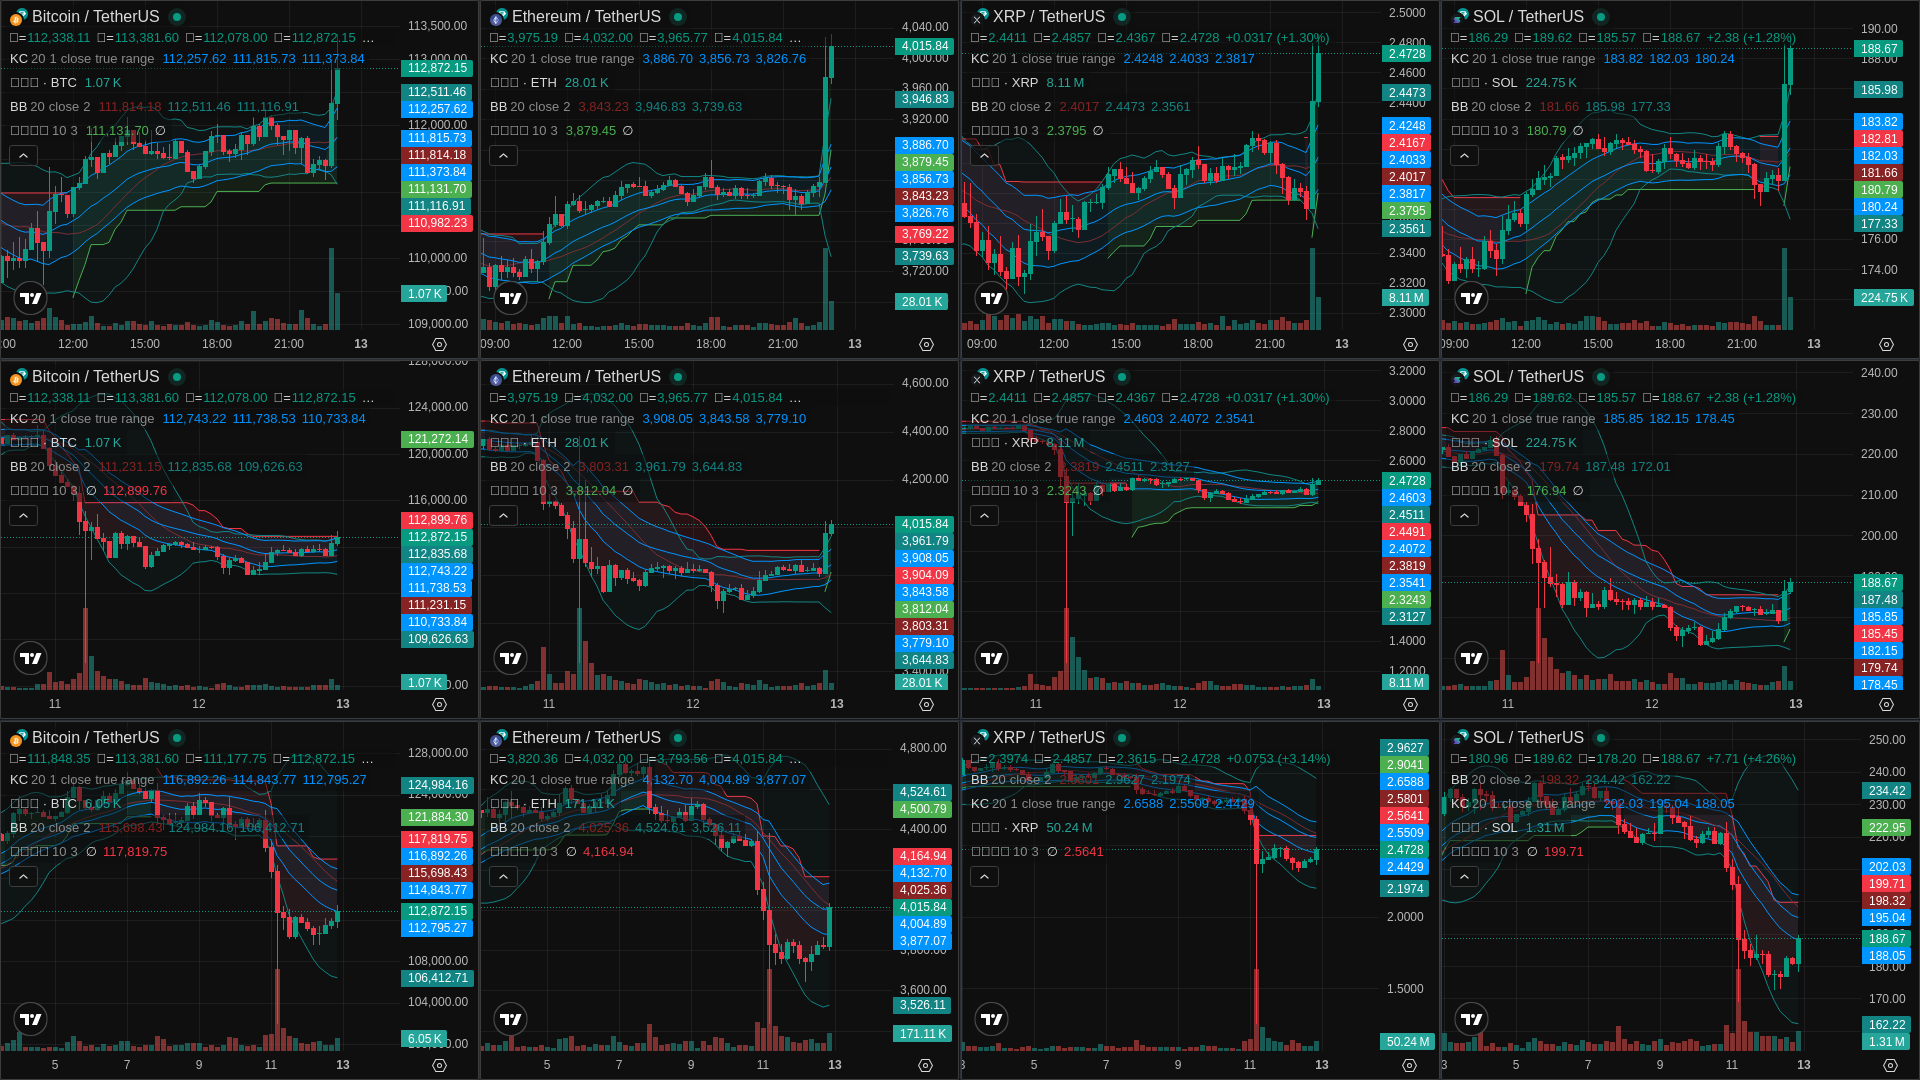 Bitcoin / TetherUS
=112,338.11 =113,381.60 =112,078.00 =112,872.15 ...
KC 20 1 close true range 112,257.62 111,815.73 111,373.84
· BTC 1.07 K
BB 20 close 2 111,814.18 112,511.46 111,116.91
10 3 111,131.70 ∅
113,500.00
112,872.15
112,511.46
112,257.62
112,000.00
111,815.73
111,814.18
111,373.84
111,131.70
111,116.91
110,982.23
110,000.00
1.07 K
109,000.00
12:00 15:00 18:00 21:00 13
Ethereum / TetherUS
=3,975.19 =4,032.00 =3,965.77 =4,015.84 ...
KC 20 1 close true range 3,886.70 3,856.73 3,826.76
· ETH 28.01 K
BB 20 close 2 3,843.23 3,946.83 3,739.63
10 3 3,879.45 ∅
4,040.00
4,015.84
4,000.00
3,960.00
3,946.83
3,920.00
3,886.70
3,879.45
3,856.73
3,843.23
3,826.76
3,769.22
3,739.63
3,720.00
28.01 K
09:00 12:00 15:00 18:00 21:00 13
XRP / TetherUS
=2.4411 =2.4857 =2.4367 =2.4728 +0.0317 (+1.30%)
KC 20 1 close true range 2.4248 2.4033 2.3817
· XRP 8.11 M
BB 20 close 2 2.4017 2.4473 2.3561
10 3 2.3795 ∅
2.5000
2.4800
2.4728
2.4600
2.4473
2.4400
2.4248
2.4167
2.4033
2.4017
2.3817
2.3795
2.3561
2.3400
2.3200
8.11 M
2.3000
09:00 12:00 15:00 18:00 21:00 13
SOL / TetherUS
=186.29 =189.62 =185.57 =188.67 +2.38 (+1.28%)
KC 20 1 close true range 183.82 182.03 180.24
· SOL 224.75 K
BB 20 close 2 181.66 185.98 177.33
10 3 180.79 ∅
190.00
188.67
188.00
185.98
183.82
182.81
182.03
181.66
180.79
180.24
177.33
176.00
174.00
224.75 K
09:00 12:00 15:00 18:00 21:00 13
Bitcoin / TetherUS
=112,338.11 =113,381.60 =112,078.00 =112,872.15 ...
KC 20 1 close true range 112,743.22 111,738.53 110,733.84
· BTC 1.07 K
BB 20 close 2 111,231.15 112,835.68 109,626.63
10 3 ∅ 112,899.76
128,000.00
124,000.00
121,272.14
120,000.00
116,000.00
112,899.76
112,872.15
112,835.68
112,743.22
111,738.53
111,231.15
110,733.84
109,626.63
1.07 K
11 12 13
Ethereum / TetherUS
=3,975.19 =4,032.00 =3,965.77 =4,015.84 ...
KC 20 1 close true range 3,908.05 3,843.58 3,779.10
· ETH 28.01 K
BB 20 close 2 3,803.31 3,961.79 3,644.83
10 3 3,812.04 ∅
4,600.00
4,400.00
4,200.00
4,015.84
3,961.79
3,908.05
3,904.09
3,843.58
3,812.04
3,803.31
3,779.10
3,644.83
28.01 K
11 12 13
XRP / TetherUS
=2.4411 =2.4857 =2.4367 =2.4728 +0.0317 (+1.30%)
KC 20 1 close true range 2.4603 2.4072 2.3541
· XRP 8.11 M
BB 20 close 2 2.3819 2.4511 2.3127
10 3 2.3243 ∅
3.2000
3.0000
2.8000
2.6000
2.4728
2.4603
2.4511
2.4491
2.4072
2.3819
2.3541
2.3243
2.3127
1.4000
1.2000
8.11 M
11 12 13
SOL / TetherUS
=186.29 =189.62 =185.57 =188.67 +2.38 (+1.28%)
KC 20 1 close true range 185.85 182.15 178.45
· SOL 224.75 K
BB 20 close 2 179.74 187.48 172.01
10 3 176.94 ∅
240.00
230.00
220.00
210.00
200.00
188.67
187.48
185.85
185.45
182.15
179.74
178.45
11 12 13
Bitcoin / TetherUS
=111,848.35 =113,381.60 =111,177.75 =112,872.15 ...
KC 20 1 close true range 116,892.26 114,843.77 112,795.27
· BTC 6.05 K
BB 20 close 2 115,698.43 124,984.16 106,412.71
10 3 ∅ 117,819.75
128,000.00
124,984.16
124,000.00
121,884.30
117,819.75
116,892.26
115,698.43
114,843.77
112,872.15
112,795.27
108,000.00
106,412.71
104,000.00
6.05 K
5 7 9 11 13
Ethereum / TetherUS
=3,820.36 =4,032.00 =3,793.56 =4,015.84 ...
KC 20 1 close true range 4,132.70 4,004.89 3,877.07
· ETH 171.11 K
BB 20 close 2 4,025.36 4,524.61 3,526.11
10 3 ∅ 4,164.94
4,800.00
4,524.61
4,500.79
4,400.00
4,164.94
4,132.70
4,025.36
4,015.84
4,004.89
3,877.07
3,800.00
3,600.00
3,526.11
171.11 K
5 7 9 11 13
XRP / TetherUS
=2.3974 =2.4857 =2.3615 =2.4728 +0.0753 (+3.14%)
BB 20 close 2 2.5801 2.9627 2.1974
KC 20 1 close true range 2.6588 2.5509 2.4429
· XRP 50.24 M
10 3 ∅ 2.5641
2.9627
2.9041
2.6588
2.5801
2.5641
2.5509
2.4728
2.4429
2.1974
2.0000
1.5000
50.24 M
3 5 7 9 11 13
SOL / TetherUS
=180.96 =189.62 =178.20 =188.67 +7.71 (+4.26%)
BB 20 close 2 198.32 234.42 162.22
KC 20 1 close true range 202.03 195.04 188.05
· SOL 1.31 M
10 3 ∅ 199.71
250.00
240.00
234.42
230.00
222.95
202.03
199.71
198.32
195.04
188.67
188.05
180.00
170.00
162.22
1.31 M
3 5 7 9 11 13